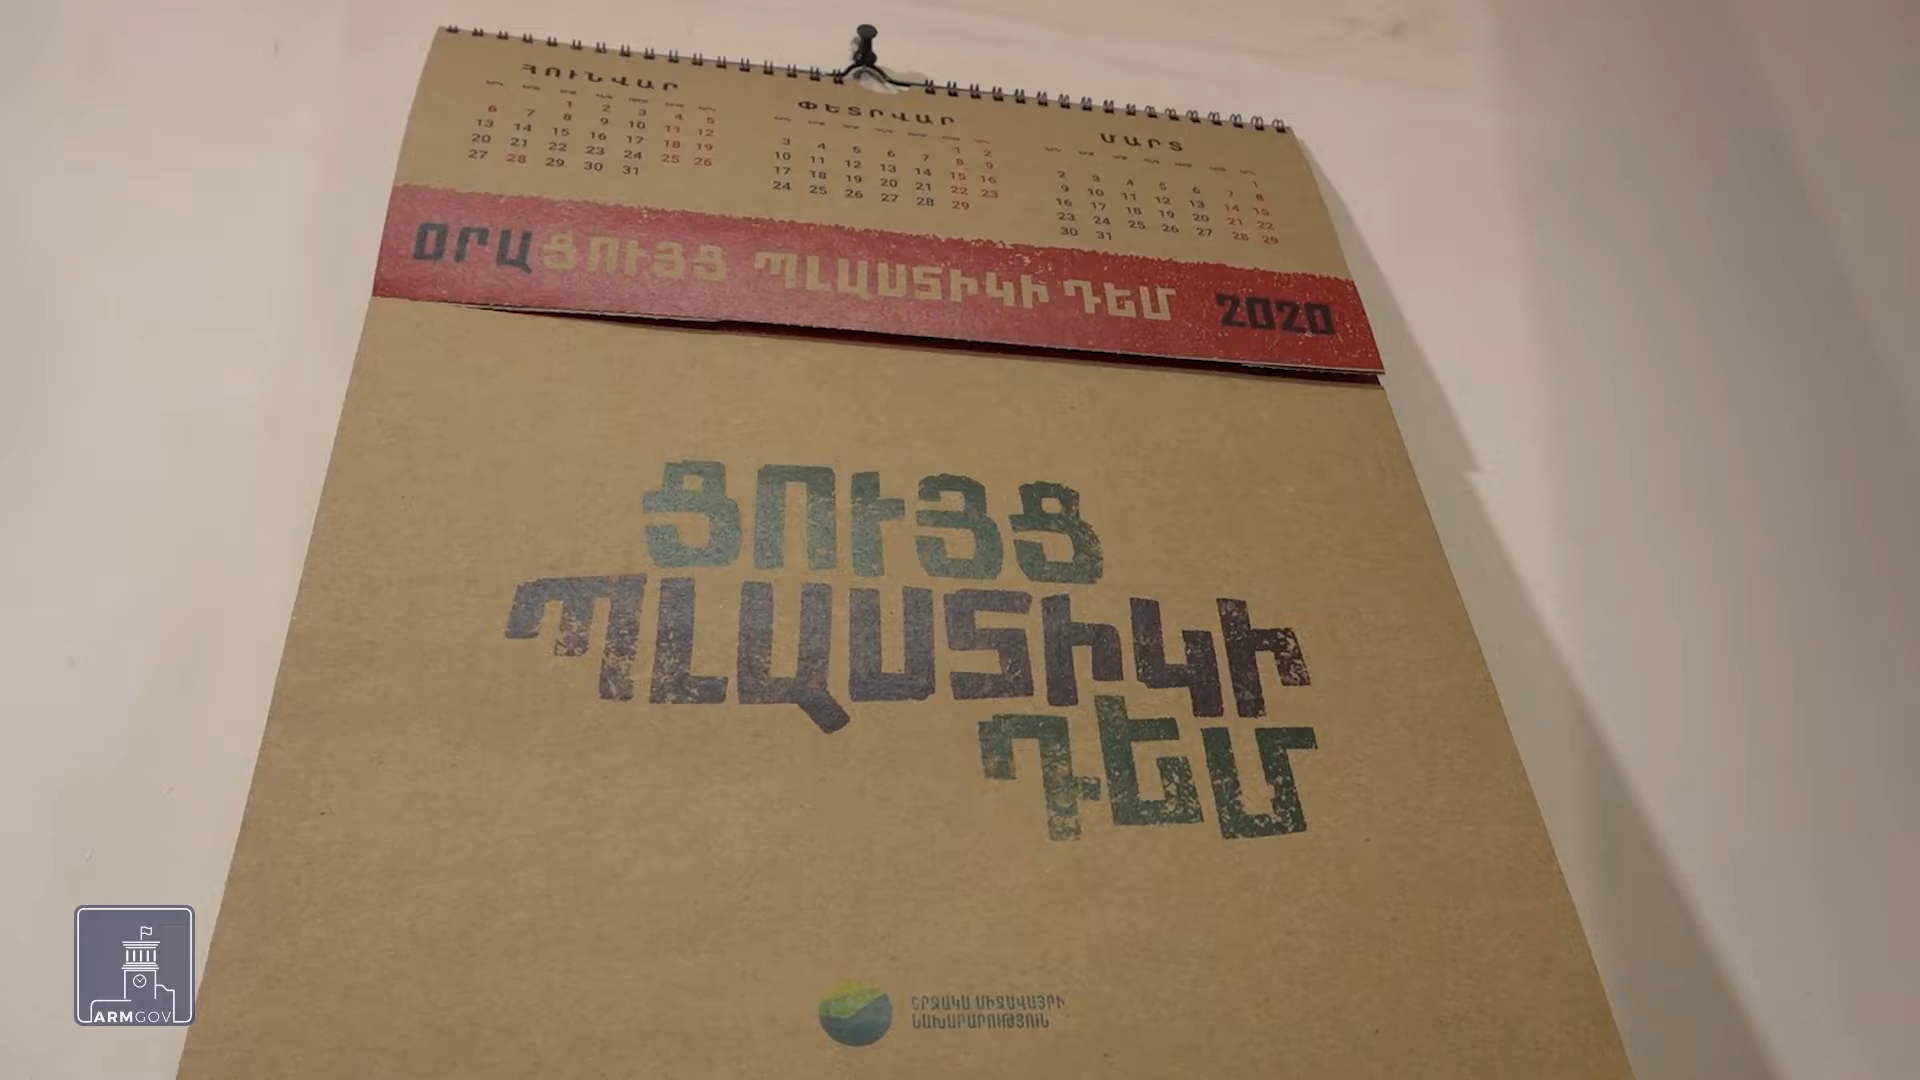 ՀՈՒՆՎԱՐ
1 2 3 4 5
6 7 8 9 10 11 12
13 14 15 16 17 18 19
20 21 22 23 24 25 26
27 28 29 30 31
ՓԵՏՐՎԱՐ
1 2
3 4 5 6 7 8 9
10 11 12 13 14 15 16
17 18 19 20 21 22 23
24 25 26 27 28 29
ՄԱՐՏ
1
2 3 4 5 6 7 8
9 10 11 12 13 14 15
16 17 18 19 20 21 22
23 24 25 26 27 28 29
30 31
ՕՐԱՑՈՒՅՑ ՊԼԱՍՏԻԿԻ ԴԵՄ 2020
ՑՈՒՅՑ
ՊԼԱՍՏԻԿԻ
ԴԵՄ
ՇՐՋԱԿԱ ՄԻՋԱՎԱՅՐԻ
ՆԱԽԱՐԱՐՈՒԹՅՈՒՆ
ARMGOV